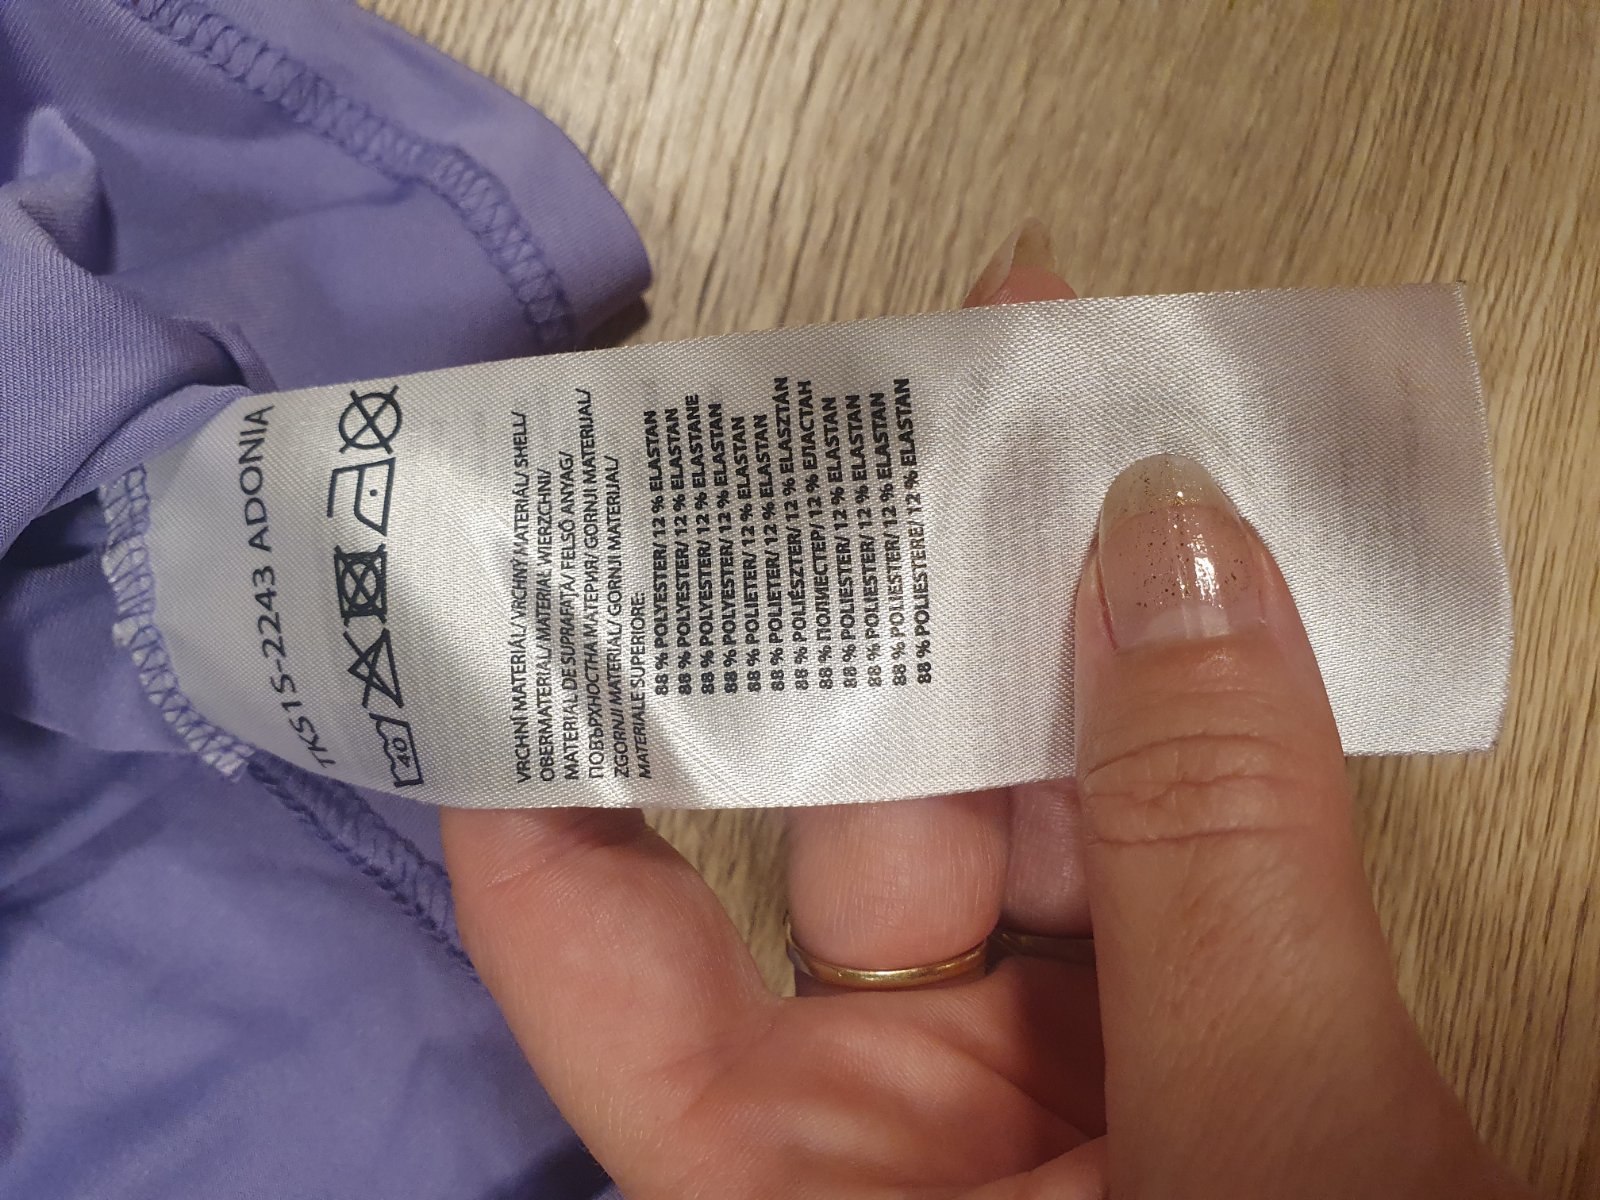 TKS15-2243 ADONIA
40
VRCHNÍ MATERIÁL/ VRCHNÝ MATERIÁL/ SHELL/
OBERMATERIAL/ MATERIAŁ WIERZCHNI/
MATERIAL DE SUPRAFAŢA/ FELSŐ ANYAG/
ПОВЪРХНОСТНА МАТЕРИЯ/ GORNJI MATERIJAL/
ZGORNJI MATERIAL/ GORNJI MATERIJAL/
MATERIALE SUPERIORE:
88 % POLYESTER/ 12 % ELASTAN
88 % POLYESTER/ 12 % ELASTAN
88 % POLYESTER/ 12 % ELASTANE
88 % POLYESTER/ 12 % ELASTAN
88 % POLIETER/ 12 % ELASTAN
88 % POLIETER/ 12 % ELASTAN
88 % POLIÉSZTER/ 12 % ELASZTÁN
88 % ПОЛИЕСТЕР/ 12 % ЕЛАСТАН
88 % POLIESTER/ 12 % ELASTAN
88 % POLIESTER/ 12 % ELASTAN
88 % POLIESTER/ 12 % ELASTAN
88 % POLIESTERE/ 12 % ELASTAN